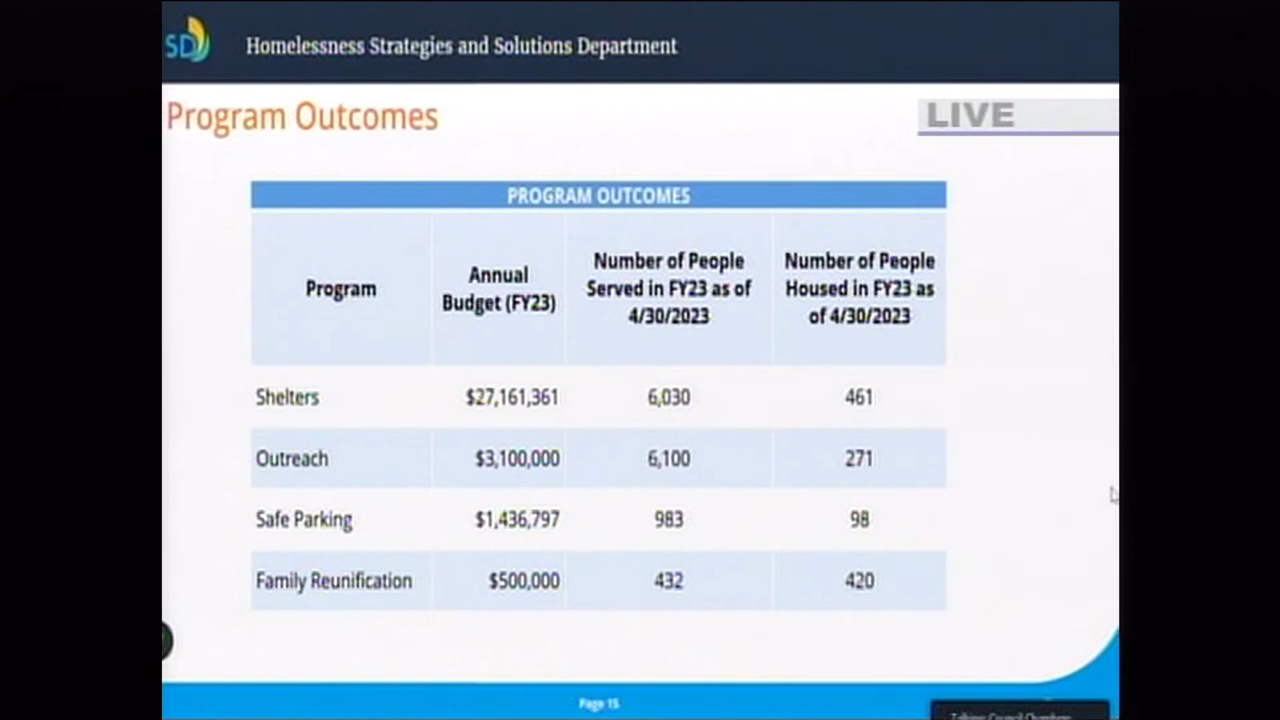 SD
Homelessness Strategies and Solutions Department
Program Outcomes
LIVE
PROGRAM OUTCOMES
Program
Annual
Budget (FY23)
Number of People
Served in FY23 as of
4/30/2023
Number of People
Housed in FY23 as
of 4/30/2023
Shelters $27,161,361 6,030 461
Outreach $3,100,000 6,100 271
Safe Parking $1,436,797 983 98
Family Reunification $500,000 432 420
Page 15